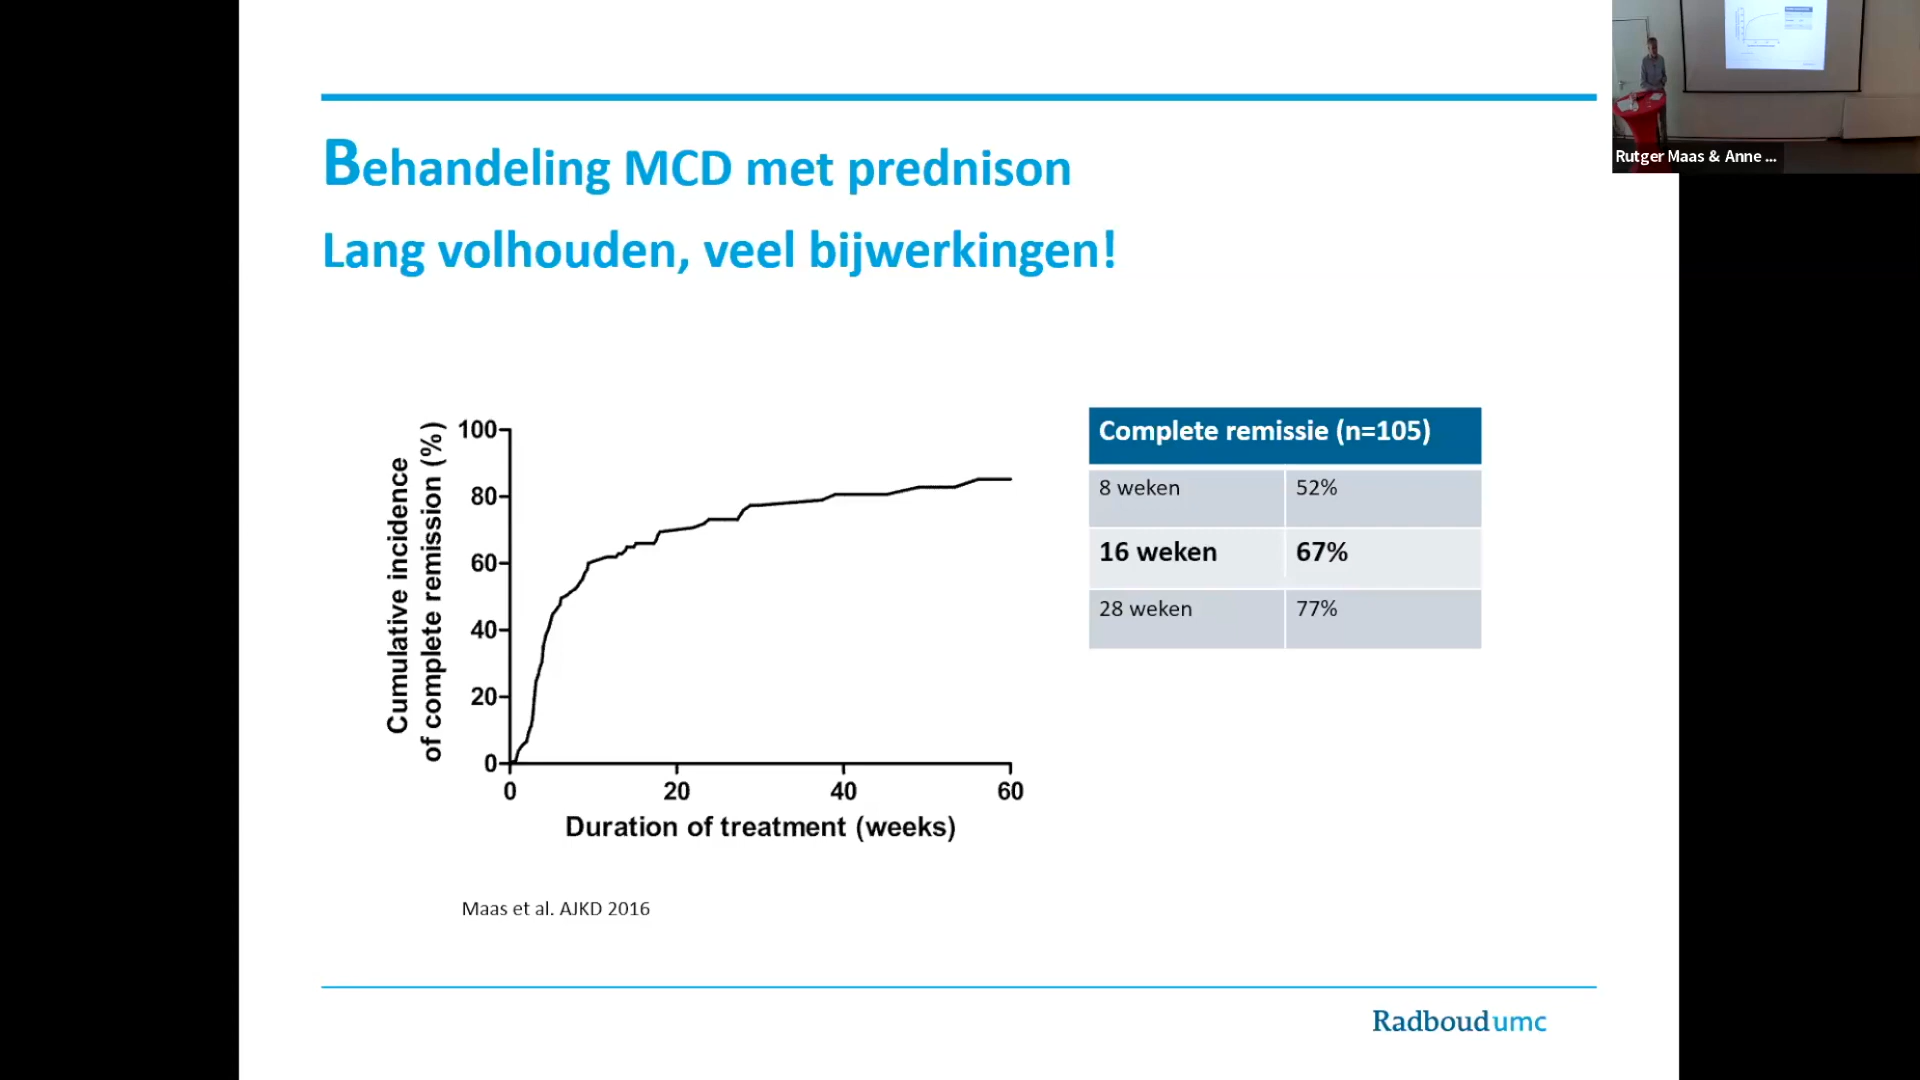 Behandeling MCD met prednison
Lang volhouden, veel bijwerkingen!
Rutger Maas & Anne ...
Cumulative incidence
of complete remission (%)
100
80
60
40
20
0
0 20 40 60
Duration of treatment (weeks)
Complete remissie (n=105)
8 weken 52%
16 weken 67%
28 weken 77%
Maas et al. AJKD 2016
Radboudumc